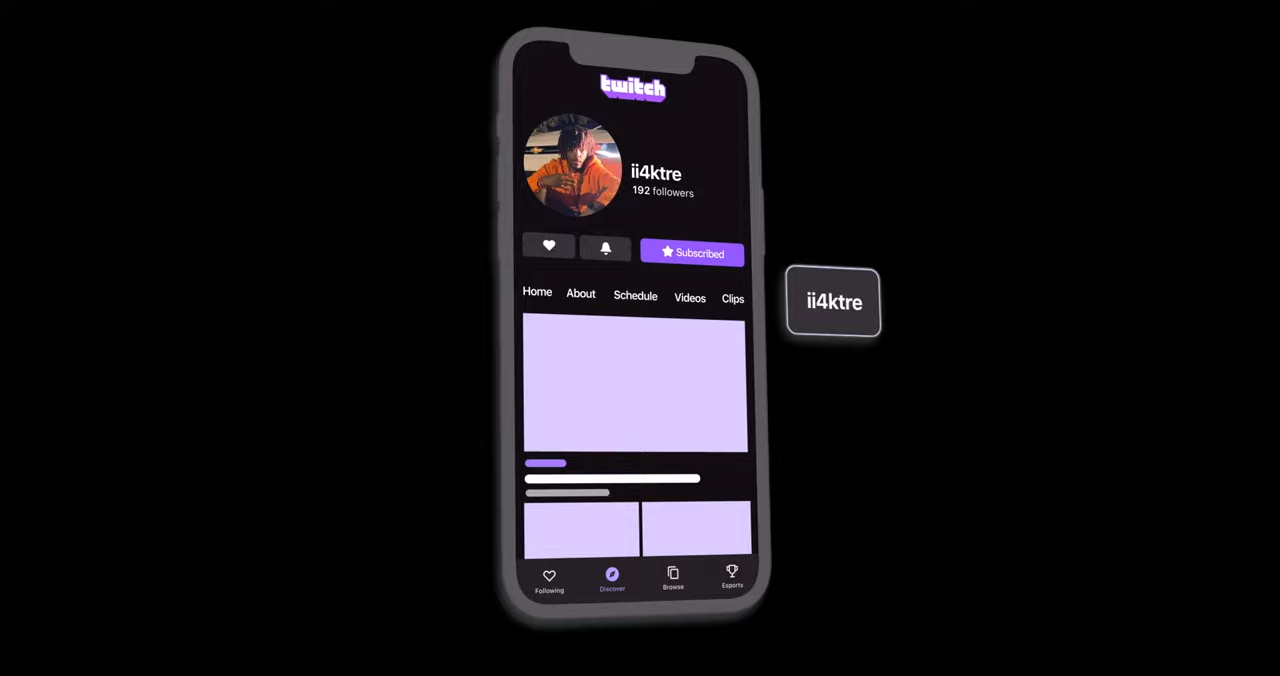 twitch
ii4ktre
192 followers
Subscribed
Home About Schedule Videos Clips
ii4ktre
Following Discover Browse Esports